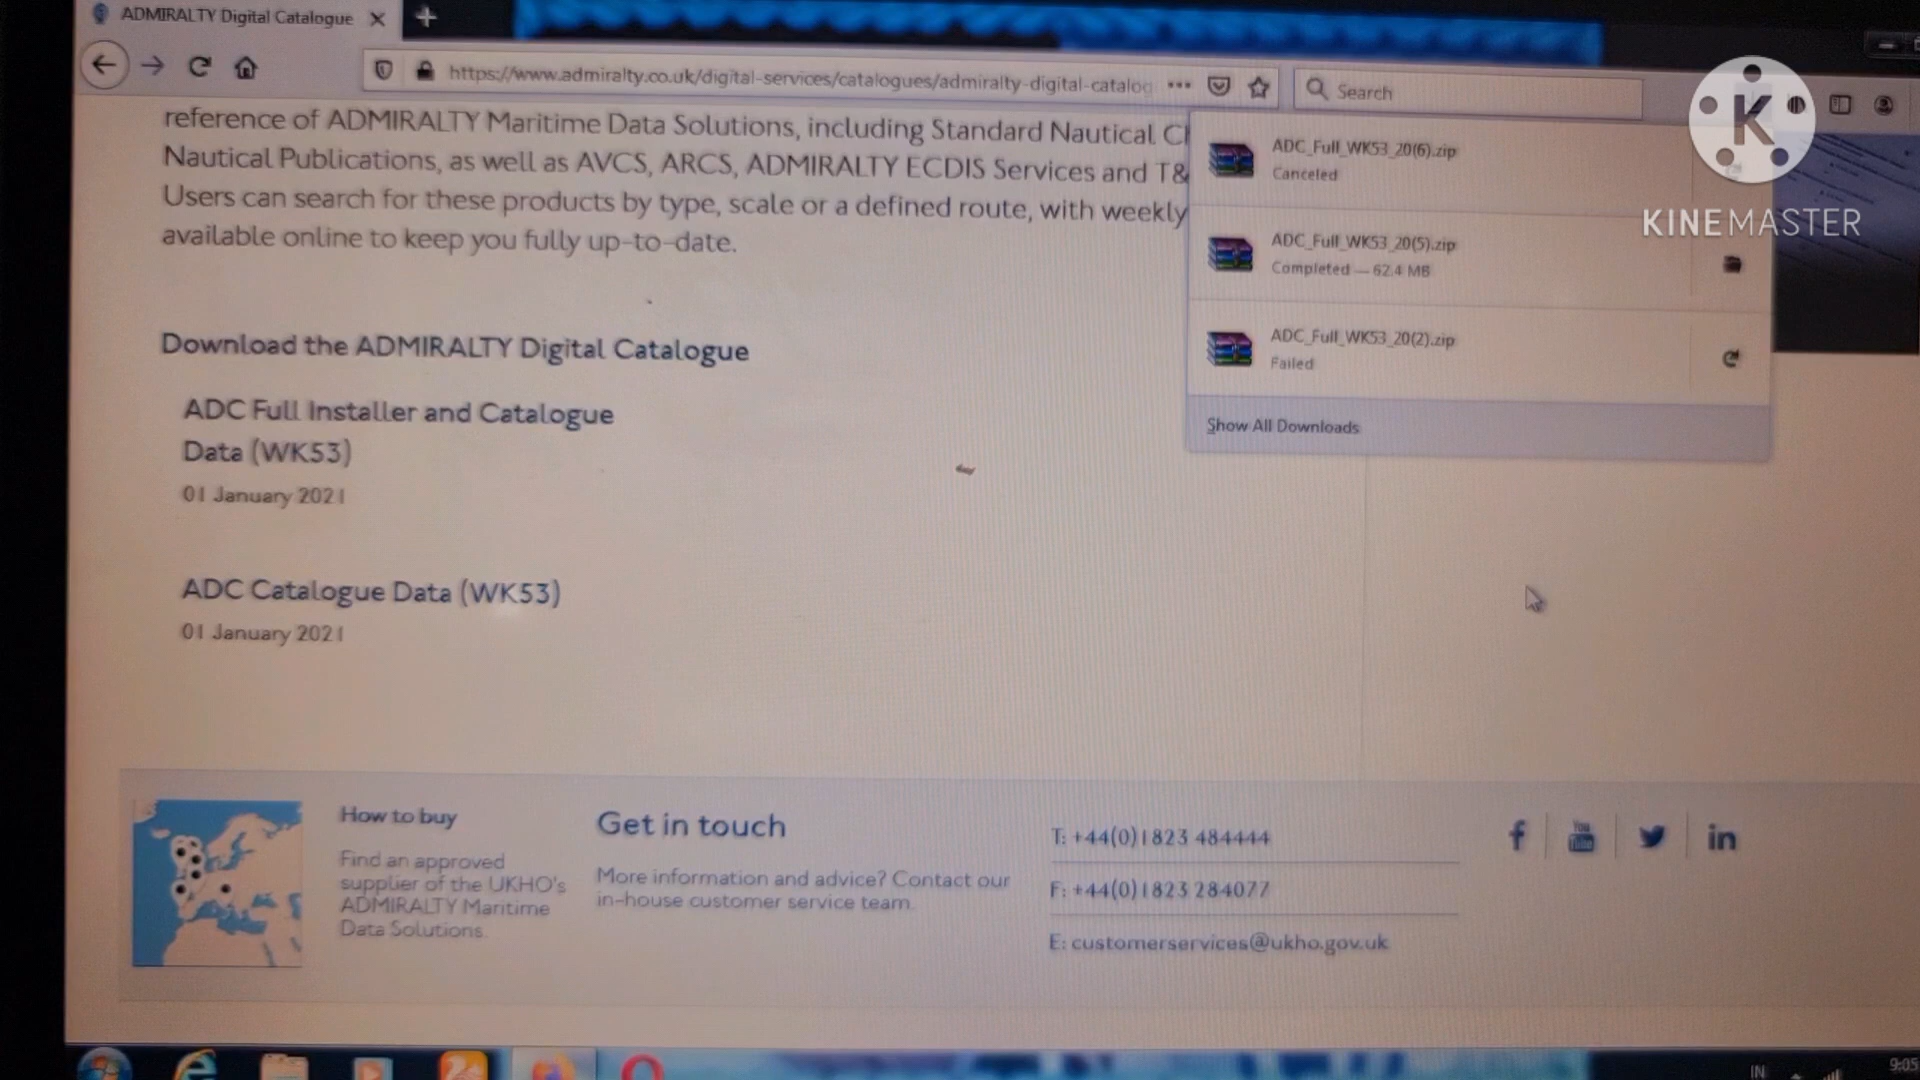 ADMIRALTY Digital Catalogue
https://www.admiralty.co.uk/digital-services/catalogues/admiralty-digital-catalog
Search
KINEMASTER
reference of ADMIRALTY Maritime Data Solutions, including Standard Nautical
Nautical Publications, as well as AVCS, ARCS, ADMIRALTY ECDIS Services and T&
Users can search for these products by type, scale or a defined route, with weekly
available online to keep you fully up-to-date.
ADC_Full_WK53_20(6).zip
Canceled
ADC_Full_WK53_20(5).zip
Completed — 62.4 MB
ADC_Full_WK53_20(2).zip
Failed
Show All Downloads
Download the ADMIRALTY Digital Catalogue
ADC Full Installer and Catalogue
Data (WK53)
01 January 2021
ADC Catalogue Data (WK53)
01 January 2021
How to buy
Find an approved
supplier of the UKHO's
ADMIRALTY Maritime
Data Solutions.
Get in touch
More information and advice? Contact our
in-house customer service team.
T: +44(0)1823 484444
F: +44(0)1823 284077
E: customerservices@ukho.gov.uk
f
You
Tube
in
IN
9:05